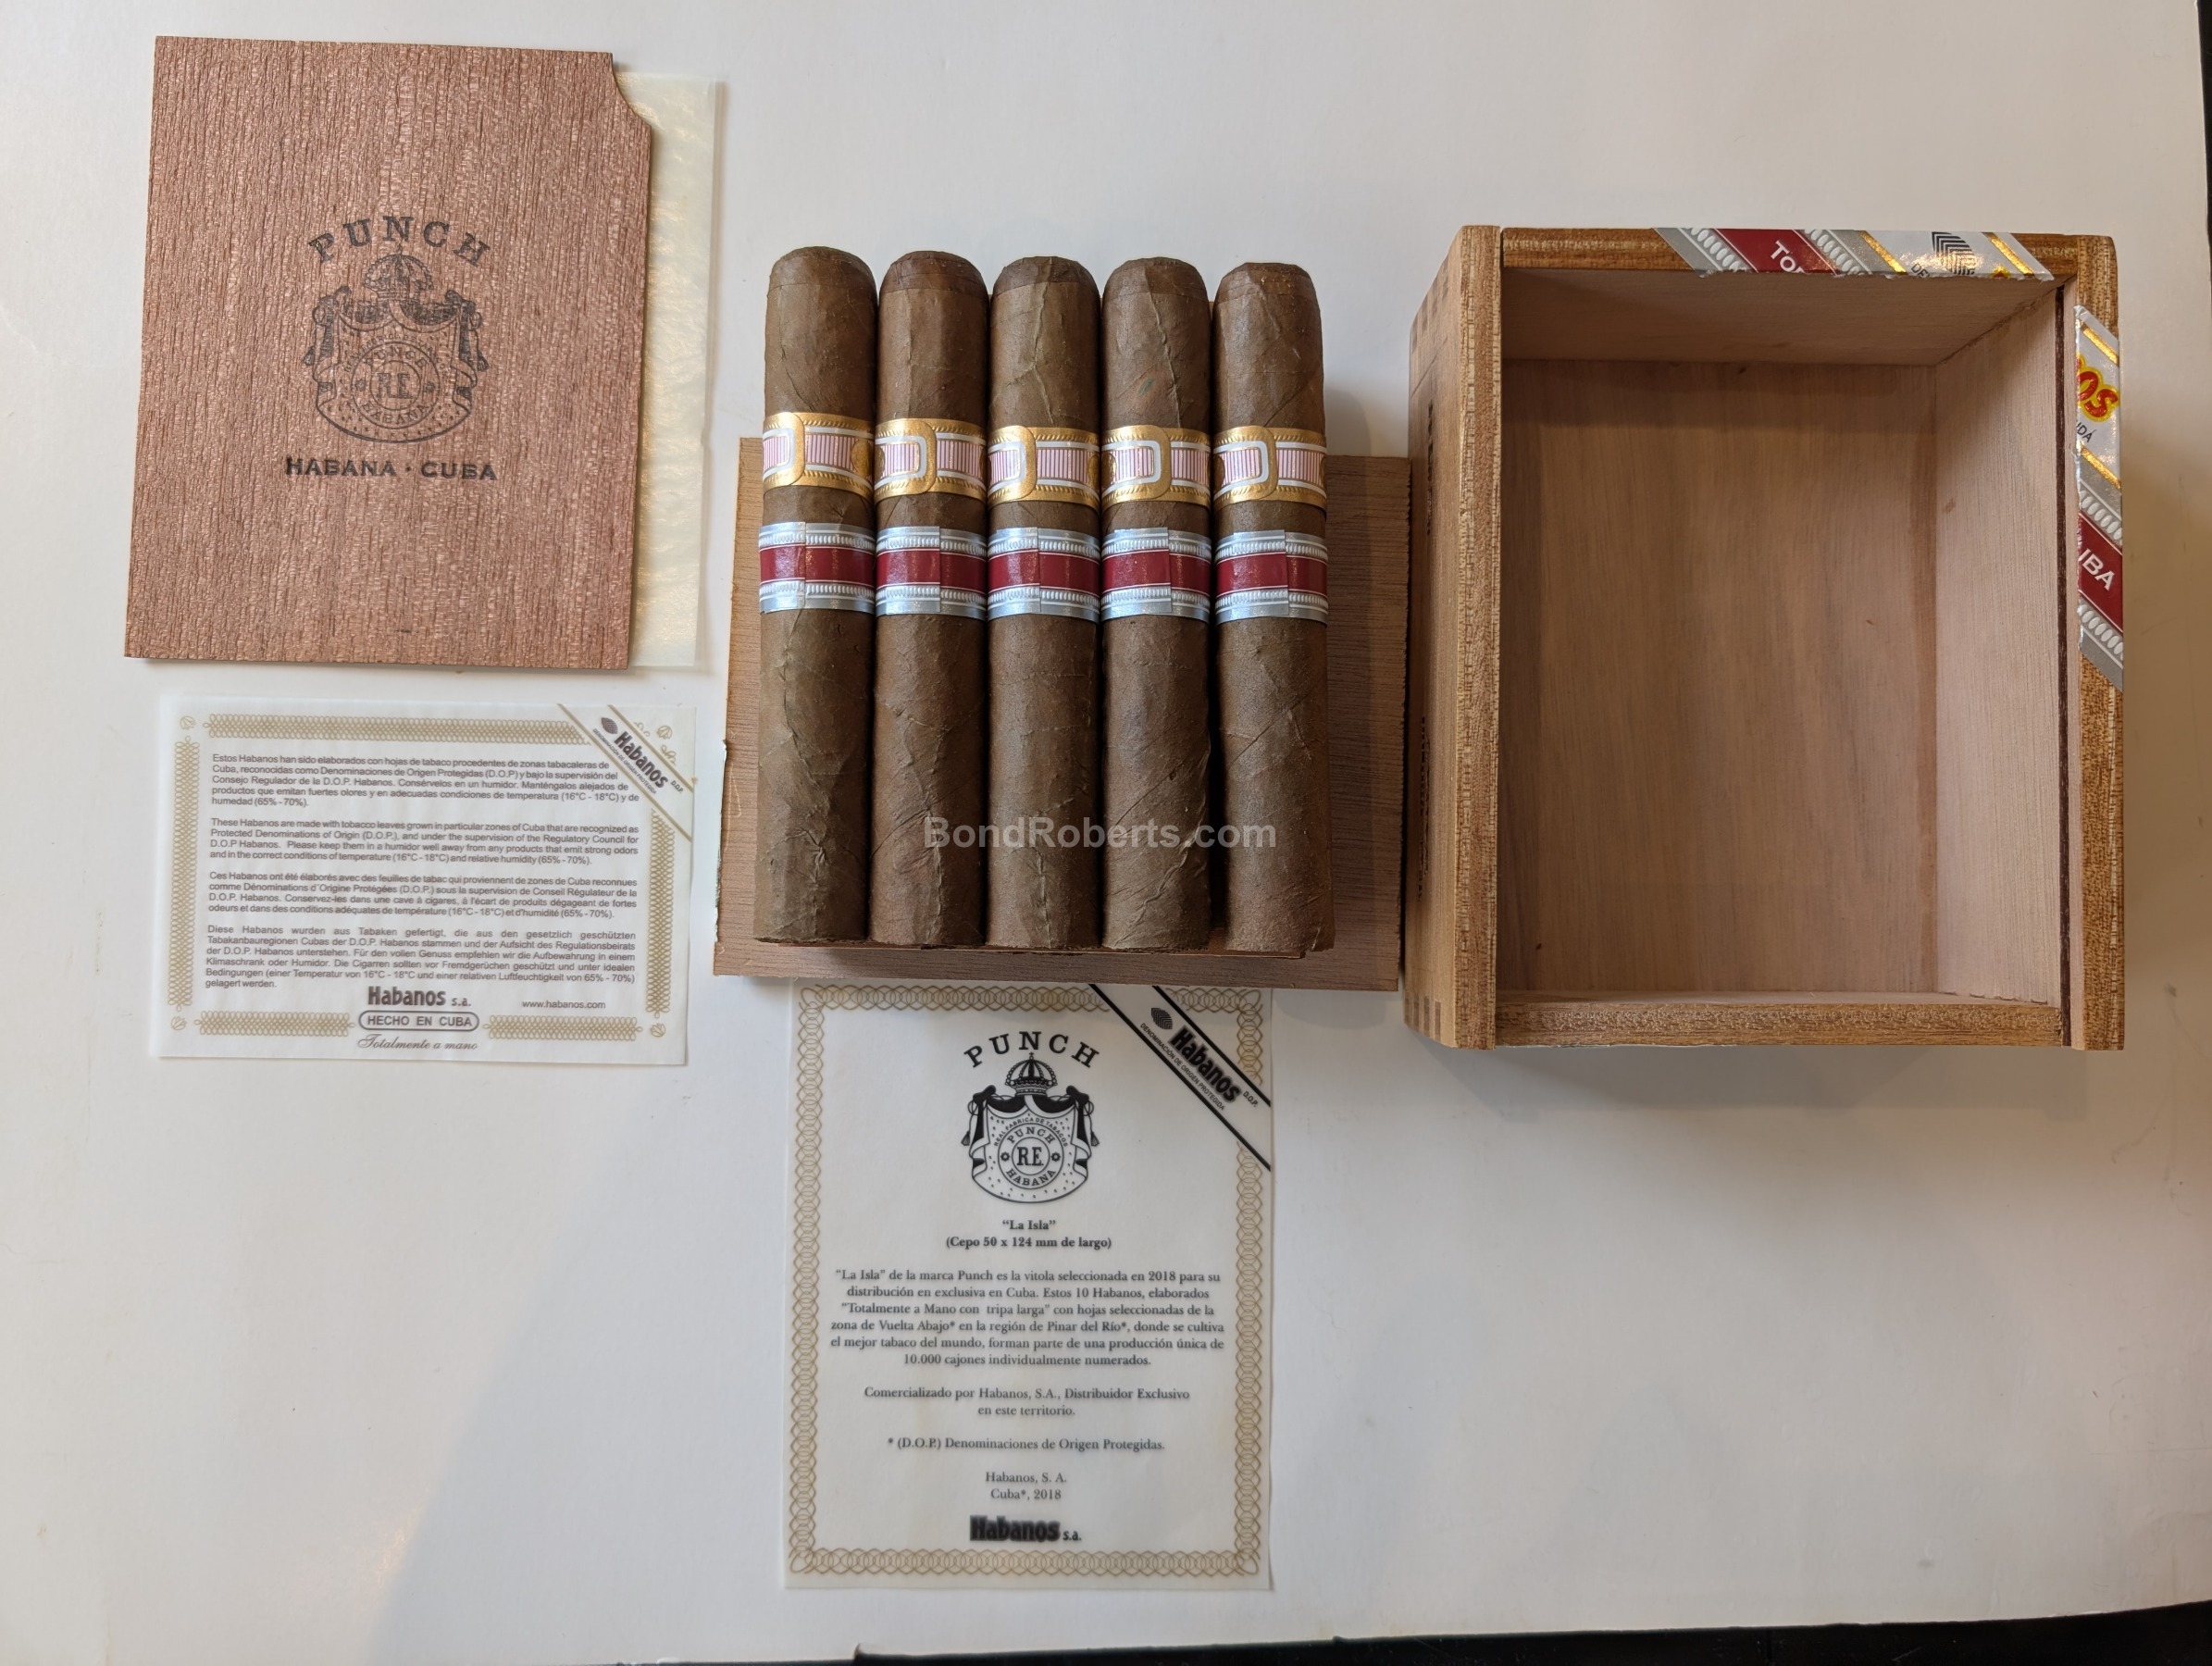 PUNCH
PUNCH
R.E.
HABANA
HABANA · CUBA
Habanos D.O.P.
DENOMINACIÓN DE ORIGEN PROTEGIDA
Estos Habanos han sido elaborados con hojas de tabaco procedentes de zonas tabacaleras de
Cuba, reconocidas como Denominaciones de Origen Protegidas (D.O.P) y bajo la supervisión del
Consejo Regulador de la D.O.P. Habanos. Consérvelos en un humidor. Manténgalos alejados de
productos que emitan fuertes olores y en adecuadas condiciones de temperatura (16°C - 18°C) y de
humedad (65% - 70%).
These Habanos are made with tobacco leaves grown in particular zones of Cuba that are recognized as
Protected Denominations of Origin (D.O.P.), and under the supervision of the Regulatory Council for
D.O.P Habanos. Please keep them in a humidor well away from any products that emit strong odors
and in the correct conditions of temperature (16°C - 18°C) and relative humidity (65% - 70%).
Ces Habanos ont été élaborés avec des feuilles de tabac qui proviennent de zones de Cuba reconnues
comme Dénominations d'Origine Protégées (D.O.P.) sous la supervision de Conseil Régulateur de la
D.O.P. Habanos. Conservez-les dans une cave à cigares, à l'écart de produits dégageant de fortes
odeurs et dans des conditions adéquates de température (16°C - 18°C) et d'humidité (65% - 70%).
Diese Habanos wurden aus Tabaken gefertigt, die aus den gesetzlich geschützten
Tabakanbauregionen Cubas der D.O.P. Habanos stammen und der Aufsicht des Regulationsbeirats
der D.O.P. Habanos unterstehen. Für den vollen Genuss empfehlen wir die Aufbewahrung in einem
Klimaschrank oder Humidor. Die Cigarren sollten vor Fremdgerüchen geschützt und unter idealen
Bedingungen (einer Temperatur von 16°C - 18°C und einer relativen Luftfeuchtigkeit von 65% - 70%)
gelagert werden.
Habanos s.a.
www.habanos.com
HECHO EN CUBA
Totalmente a mano
BondRoberts.com
PUNCH
Habanos D.O.P.
DENOMINACIÓN DE ORIGEN PROTEGIDA
REAL FABRICA DE TABACOS
PUNCH
R.E.
HABANA
“La Isla”
(Cepo 50 x 124 mm de largo)
“La Isla” de la marca Punch es la vitola seleccionada en 2018 para su
distribución en exclusiva en Cuba. Estos 10 Habanos, elaborados
"Totalmente a Mano con tripa larga” con hojas seleccionadas de la
zona de Vuelta Abajo* en la región de Pinar del Río*, donde se cultiva
el mejor tabaco del mundo, forman parte de una producción única de
10.000 cajones individualmente numerados.
Comercializado por Habanos, S.A., Distribuidor Exclusivo
en este territorio.
* (D.O.P.) Denominaciones de Origen Protegidas.
Habanos, S. A.
Cuba*, 2018
Habanos s.a.